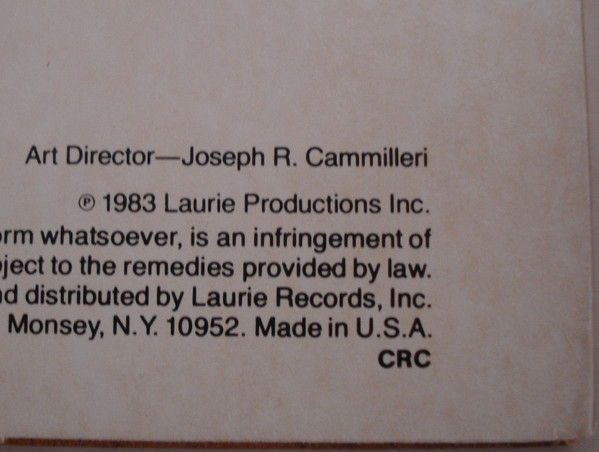 Art Director—Joseph R. Cammilleri
℗ 1983 Laurie Productions Inc.
whatsoever, is an infringement of
to the remedies provided by law.
distributed by Laurie Records, Inc.
Monsey, N.Y. 10952. Made in U.S.A.
CRC